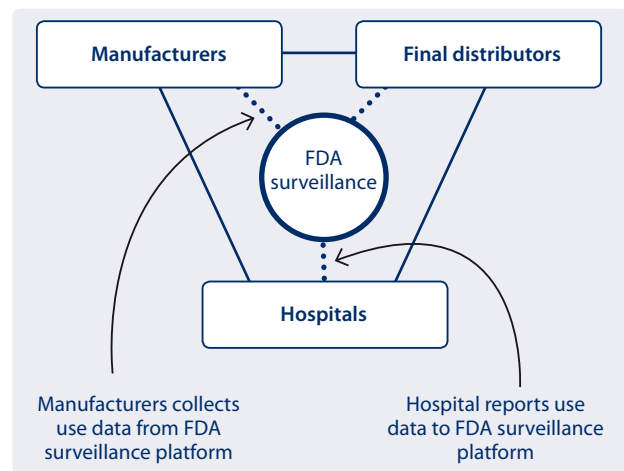 Manufacturers
Final distributors
FDA
surveillance
Hospitals
Manufacturers collects
use data from FDA
surveillance platform
Hospital reports use
data to FDA surveillance
platform